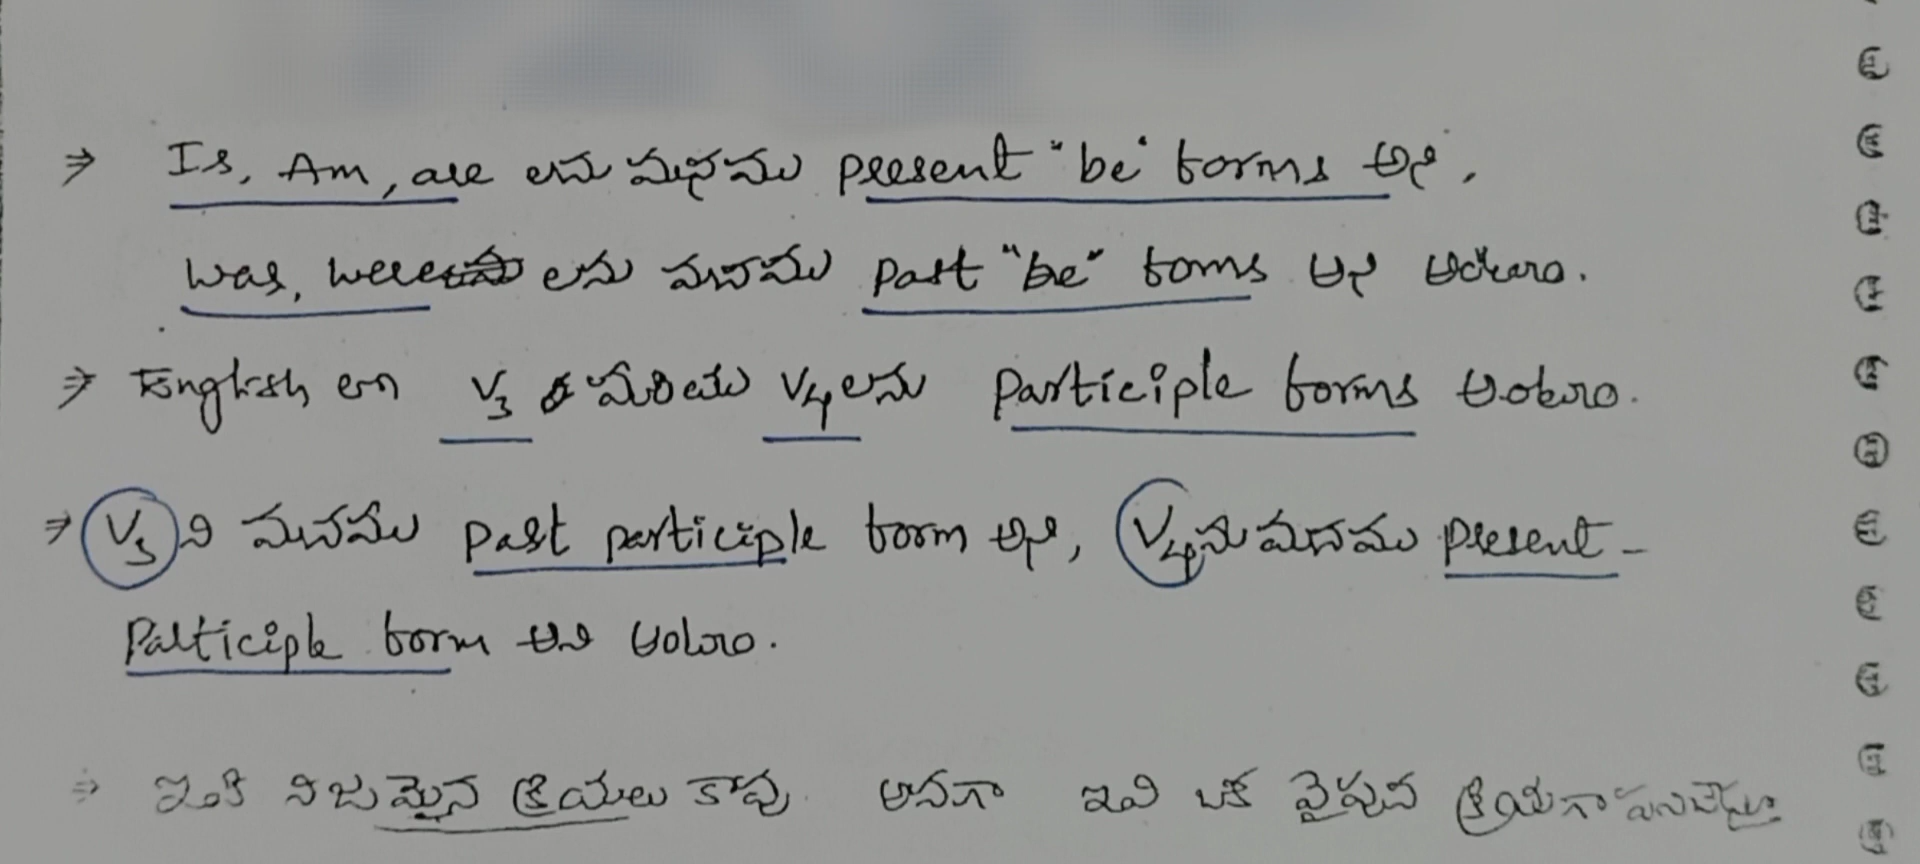 ⇒ Is, Am, are లను మనము present "be" forms అని,
was, were లను మనము past "be" forms అని అంటారు.
⇒ English లో V3 మరియు V4 లను participle forms అంటారు.
⇒ V3 ని మనము past participle form అని, V4ను మనము present-
participle form అని అంటారు.
⇒ నిజమైన క్రియలు కావు. అనగా ఇవి ఒక వైపున క్రియగా